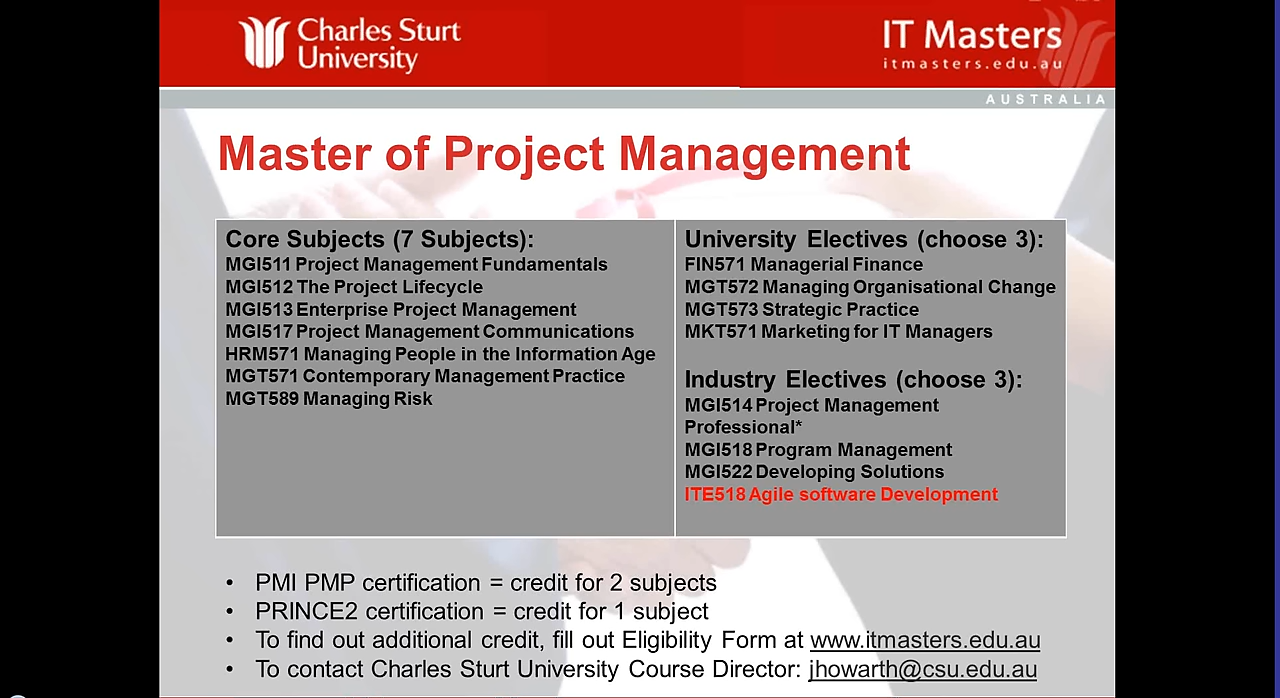 Charles Sturt
University
IT Masters
itmasters.edu.au
AUSTRALIA
Master of Project Management
Core Subjects (7 Subjects):
MGI511 Project Management Fundamentals
MGI512 The Project Lifecycle
MGI513 Enterprise Project Management
MGI517 Project Management Communications
HRM571 Managing People in the Information Age
MGT571 Contemporary Management Practice
MGT589 Managing Risk
University Electives (choose 3):
FIN571 Managerial Finance
MGT572 Managing Organisational Change
MGT573 Strategic Practice
MKT571 Marketing for IT Managers
Industry Electives (choose 3):
MGI514 Project Management
Professional*
MGI518 Program Management
MGI522 Developing Solutions
ITE518 Agile software Development
• PMI PMP certification = credit for 2 subjects
• PRINCE2 certification = credit for 1 subject
• To find out additional credit, fill out Eligibility Form at www.itmasters.edu.au
• To contact Charles Sturt University Course Director: jhowarth@csu.edu.au